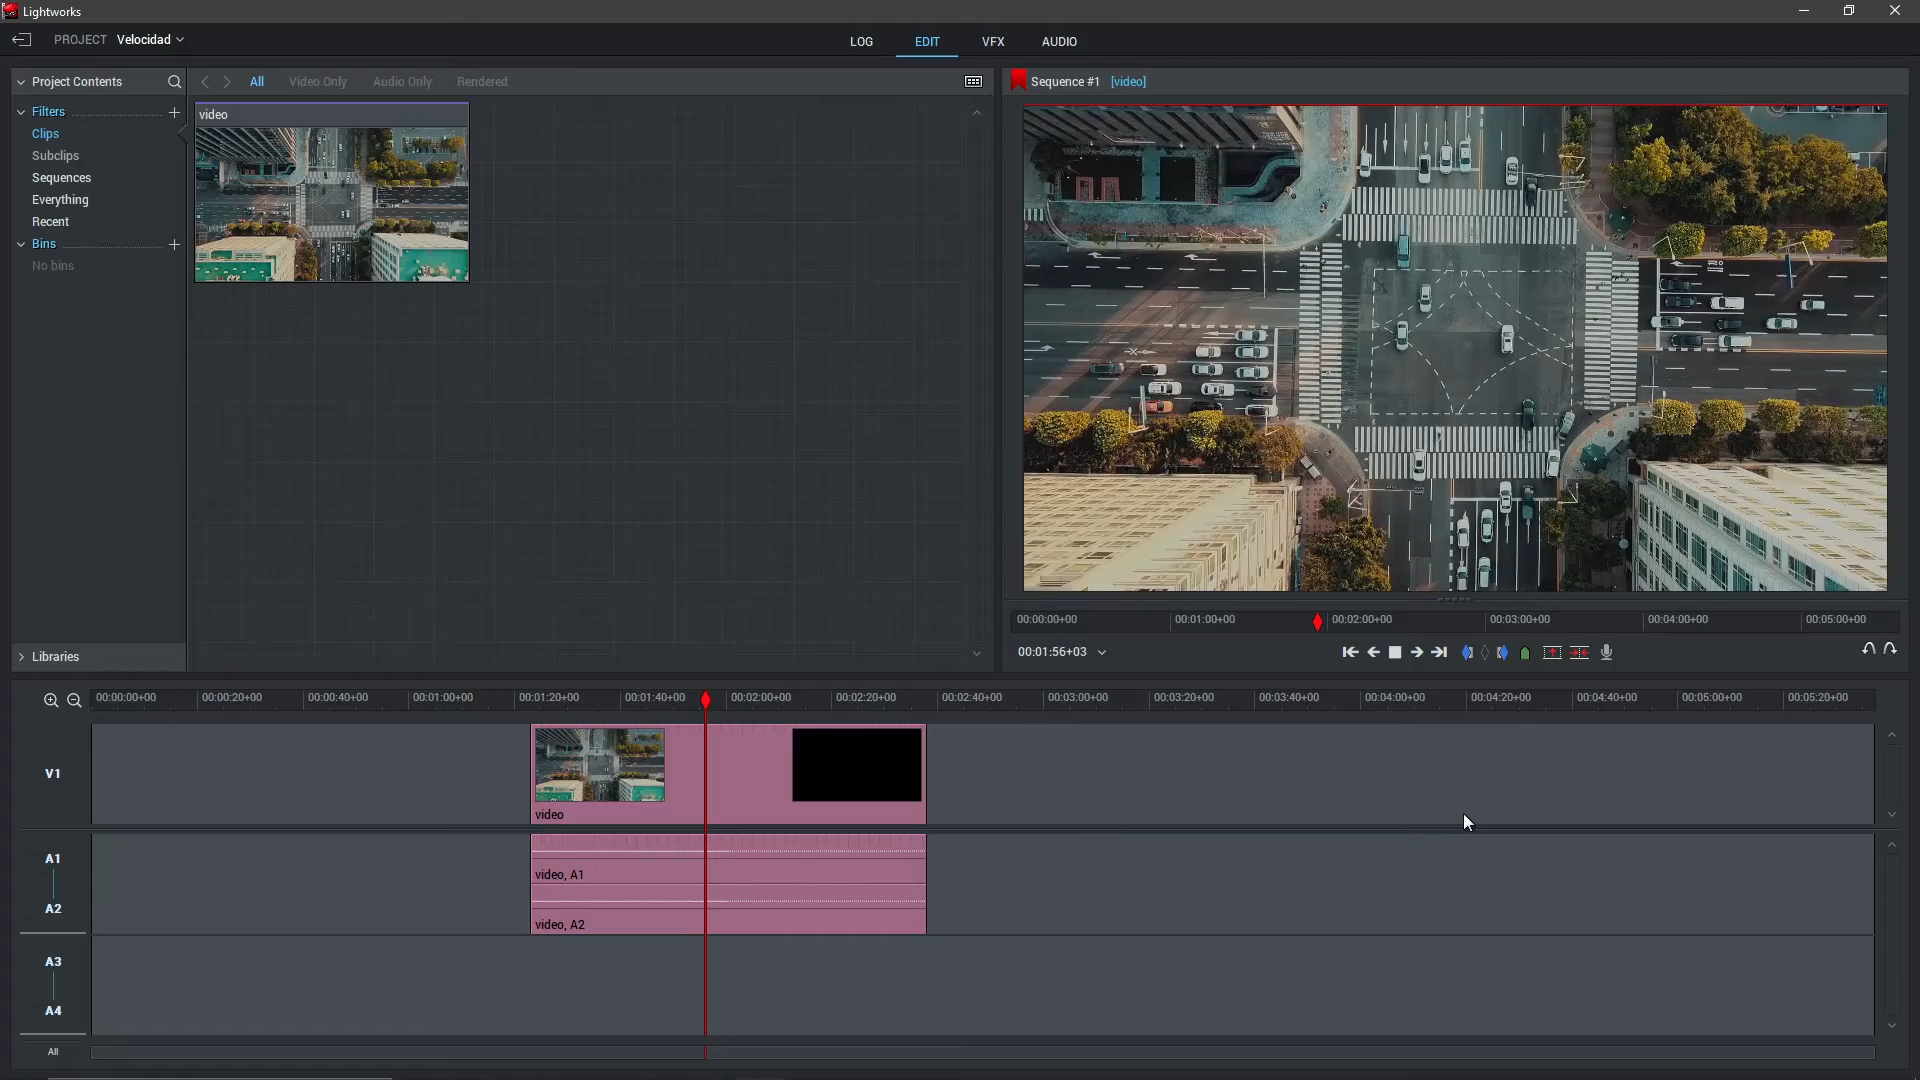 Lightworks
PROJECT Velocidad
LOG EDIT VFX AUDIO
Project Contents
All Video Only Audio Only Rendered
Sequence #1 [video]
Filters
Clips
Subclips
Sequences
Everything
Recent
Bins
No bins
video
Libraries
00:00:00+00 00:01:00+00 00:02:00+00 00:03:00+00 00:04:00+00 00:05:00+00
00:01:56+03
00:00:00+00 00:00:20+00 00:00:40+00 00:01:00+00 00:01:20+00 00:01:40+00 00:02:00+00 00:02:20+00 00:02:40+00 00:03:00+00 00:03:20+00 00:03:40+00 00:04:00+00 00:04:20+00 00:04:40+00 00:05:00+00 00:05:20+00
V1
video
A1
video, A1
A2
video, A2
A3
A4
All